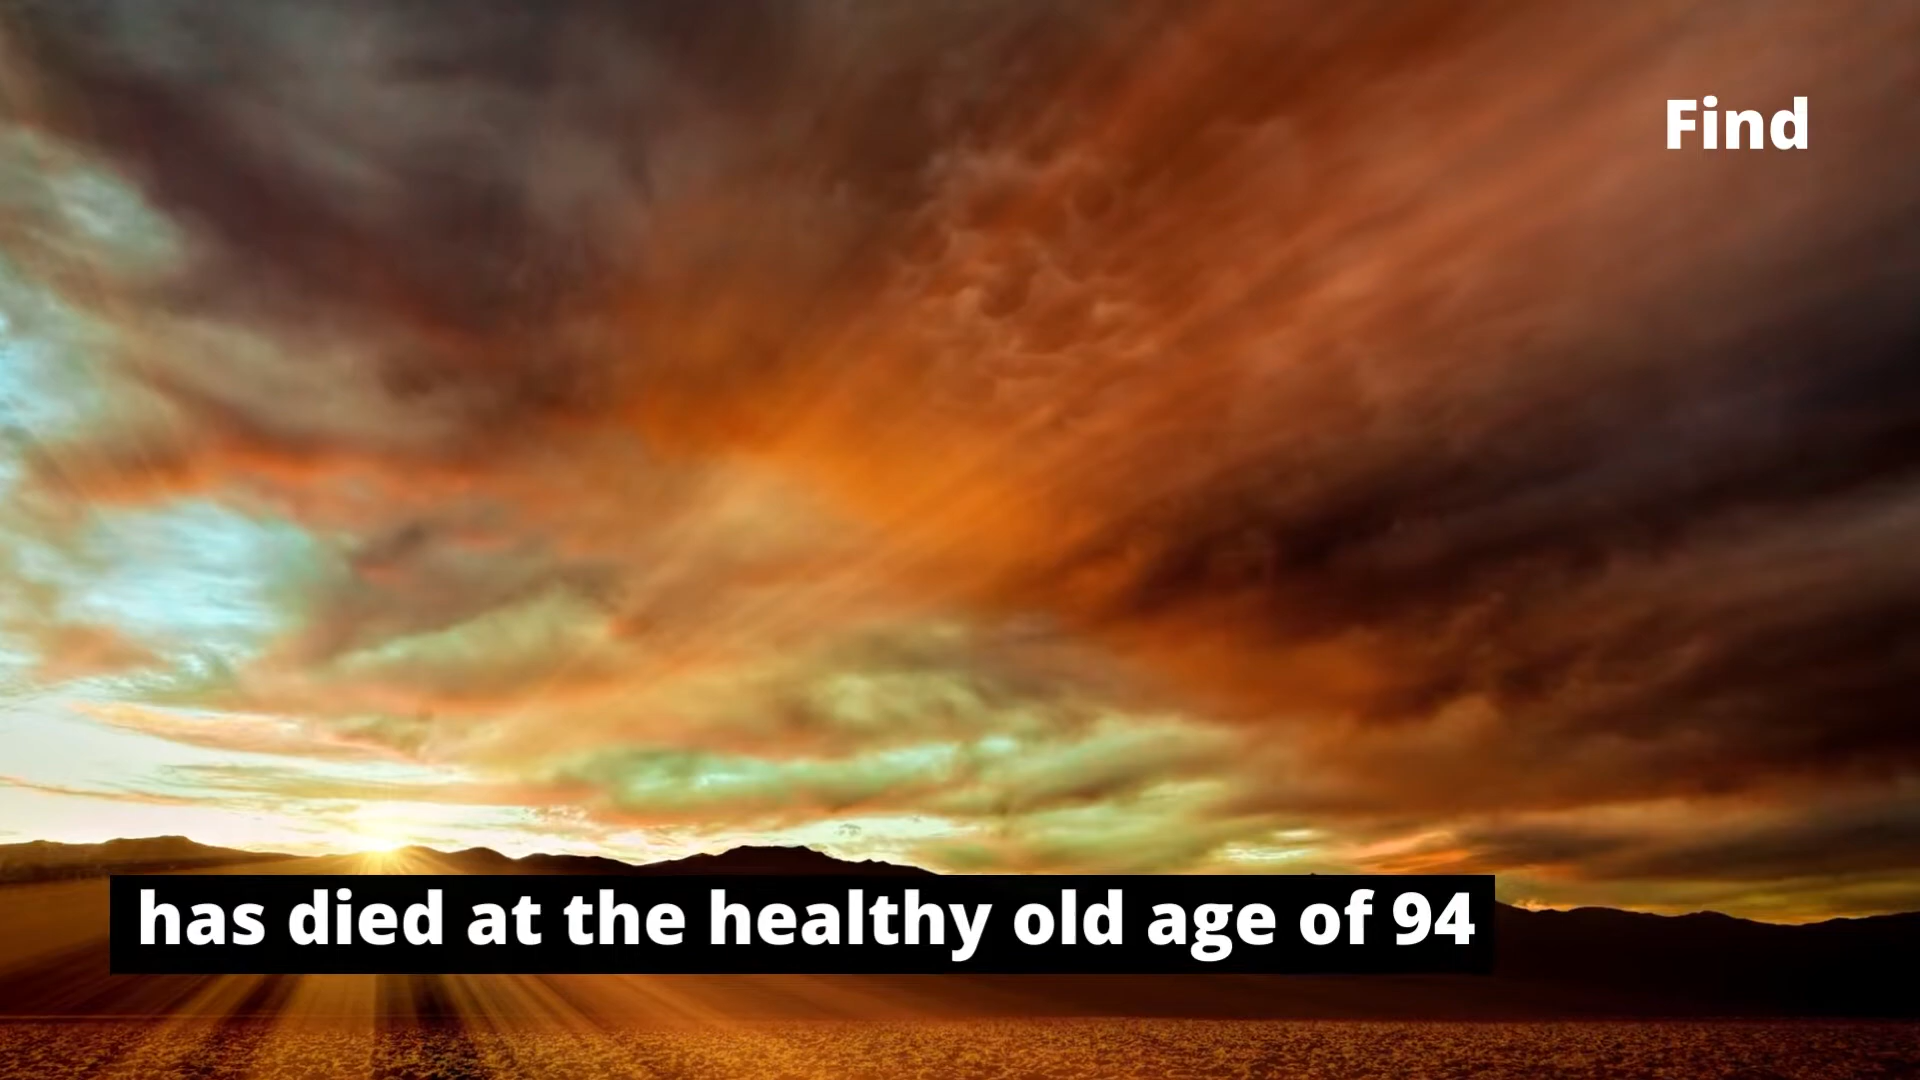 Find
has died at the healthy old age of 94